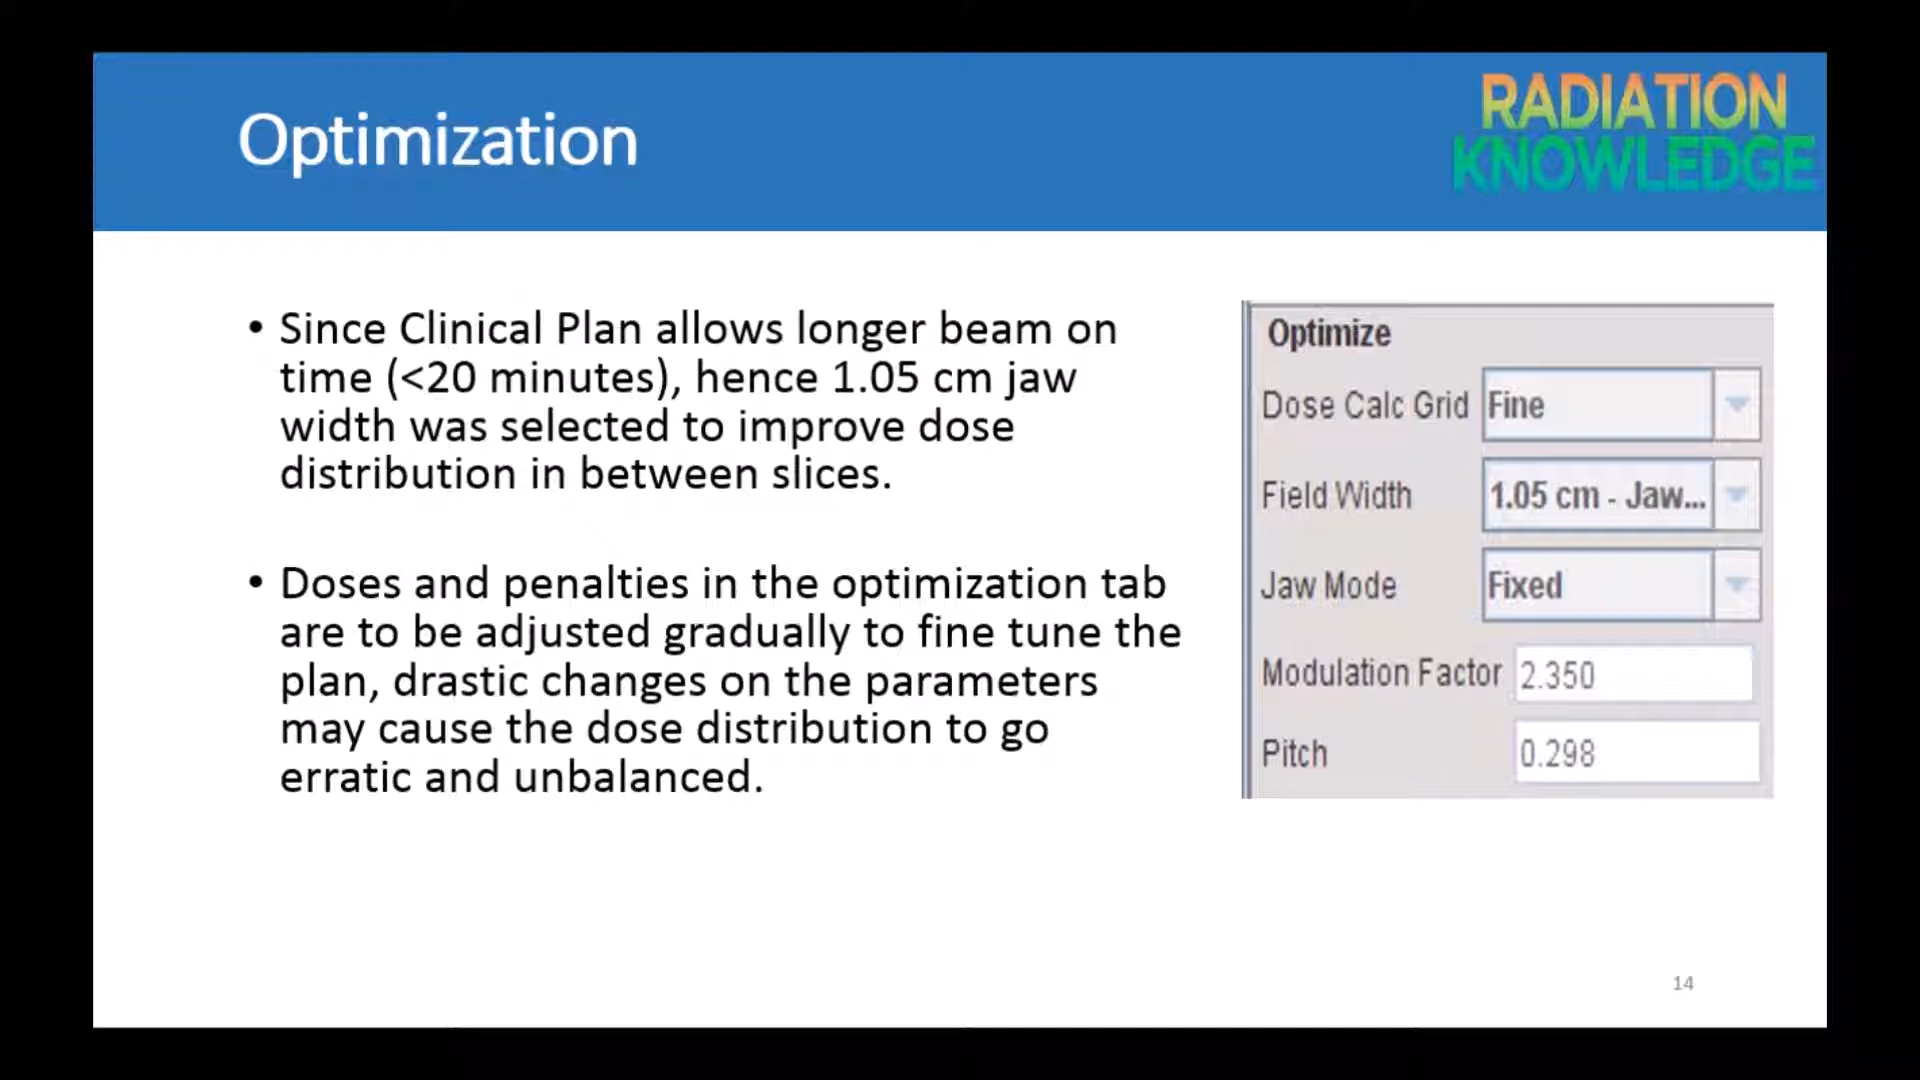 Optimization
RADIATION
KNOWLEDGE
• Since Clinical Plan allows longer beam on
time (<20 minutes), hence 1.05 cm jaw
width was selected to improve dose
distribution in between slices.
• Doses and penalties in the optimization tab
are to be adjusted gradually to fine tune the
plan, drastic changes on the parameters
may cause the dose distribution to go
erratic and unbalanced.
Optimize
Dose Calc Grid Fine
Field Width 1.05 cm - Jaw...
Jaw Mode Fixed
Modulation Factor 2.350
Pitch 0.298
14